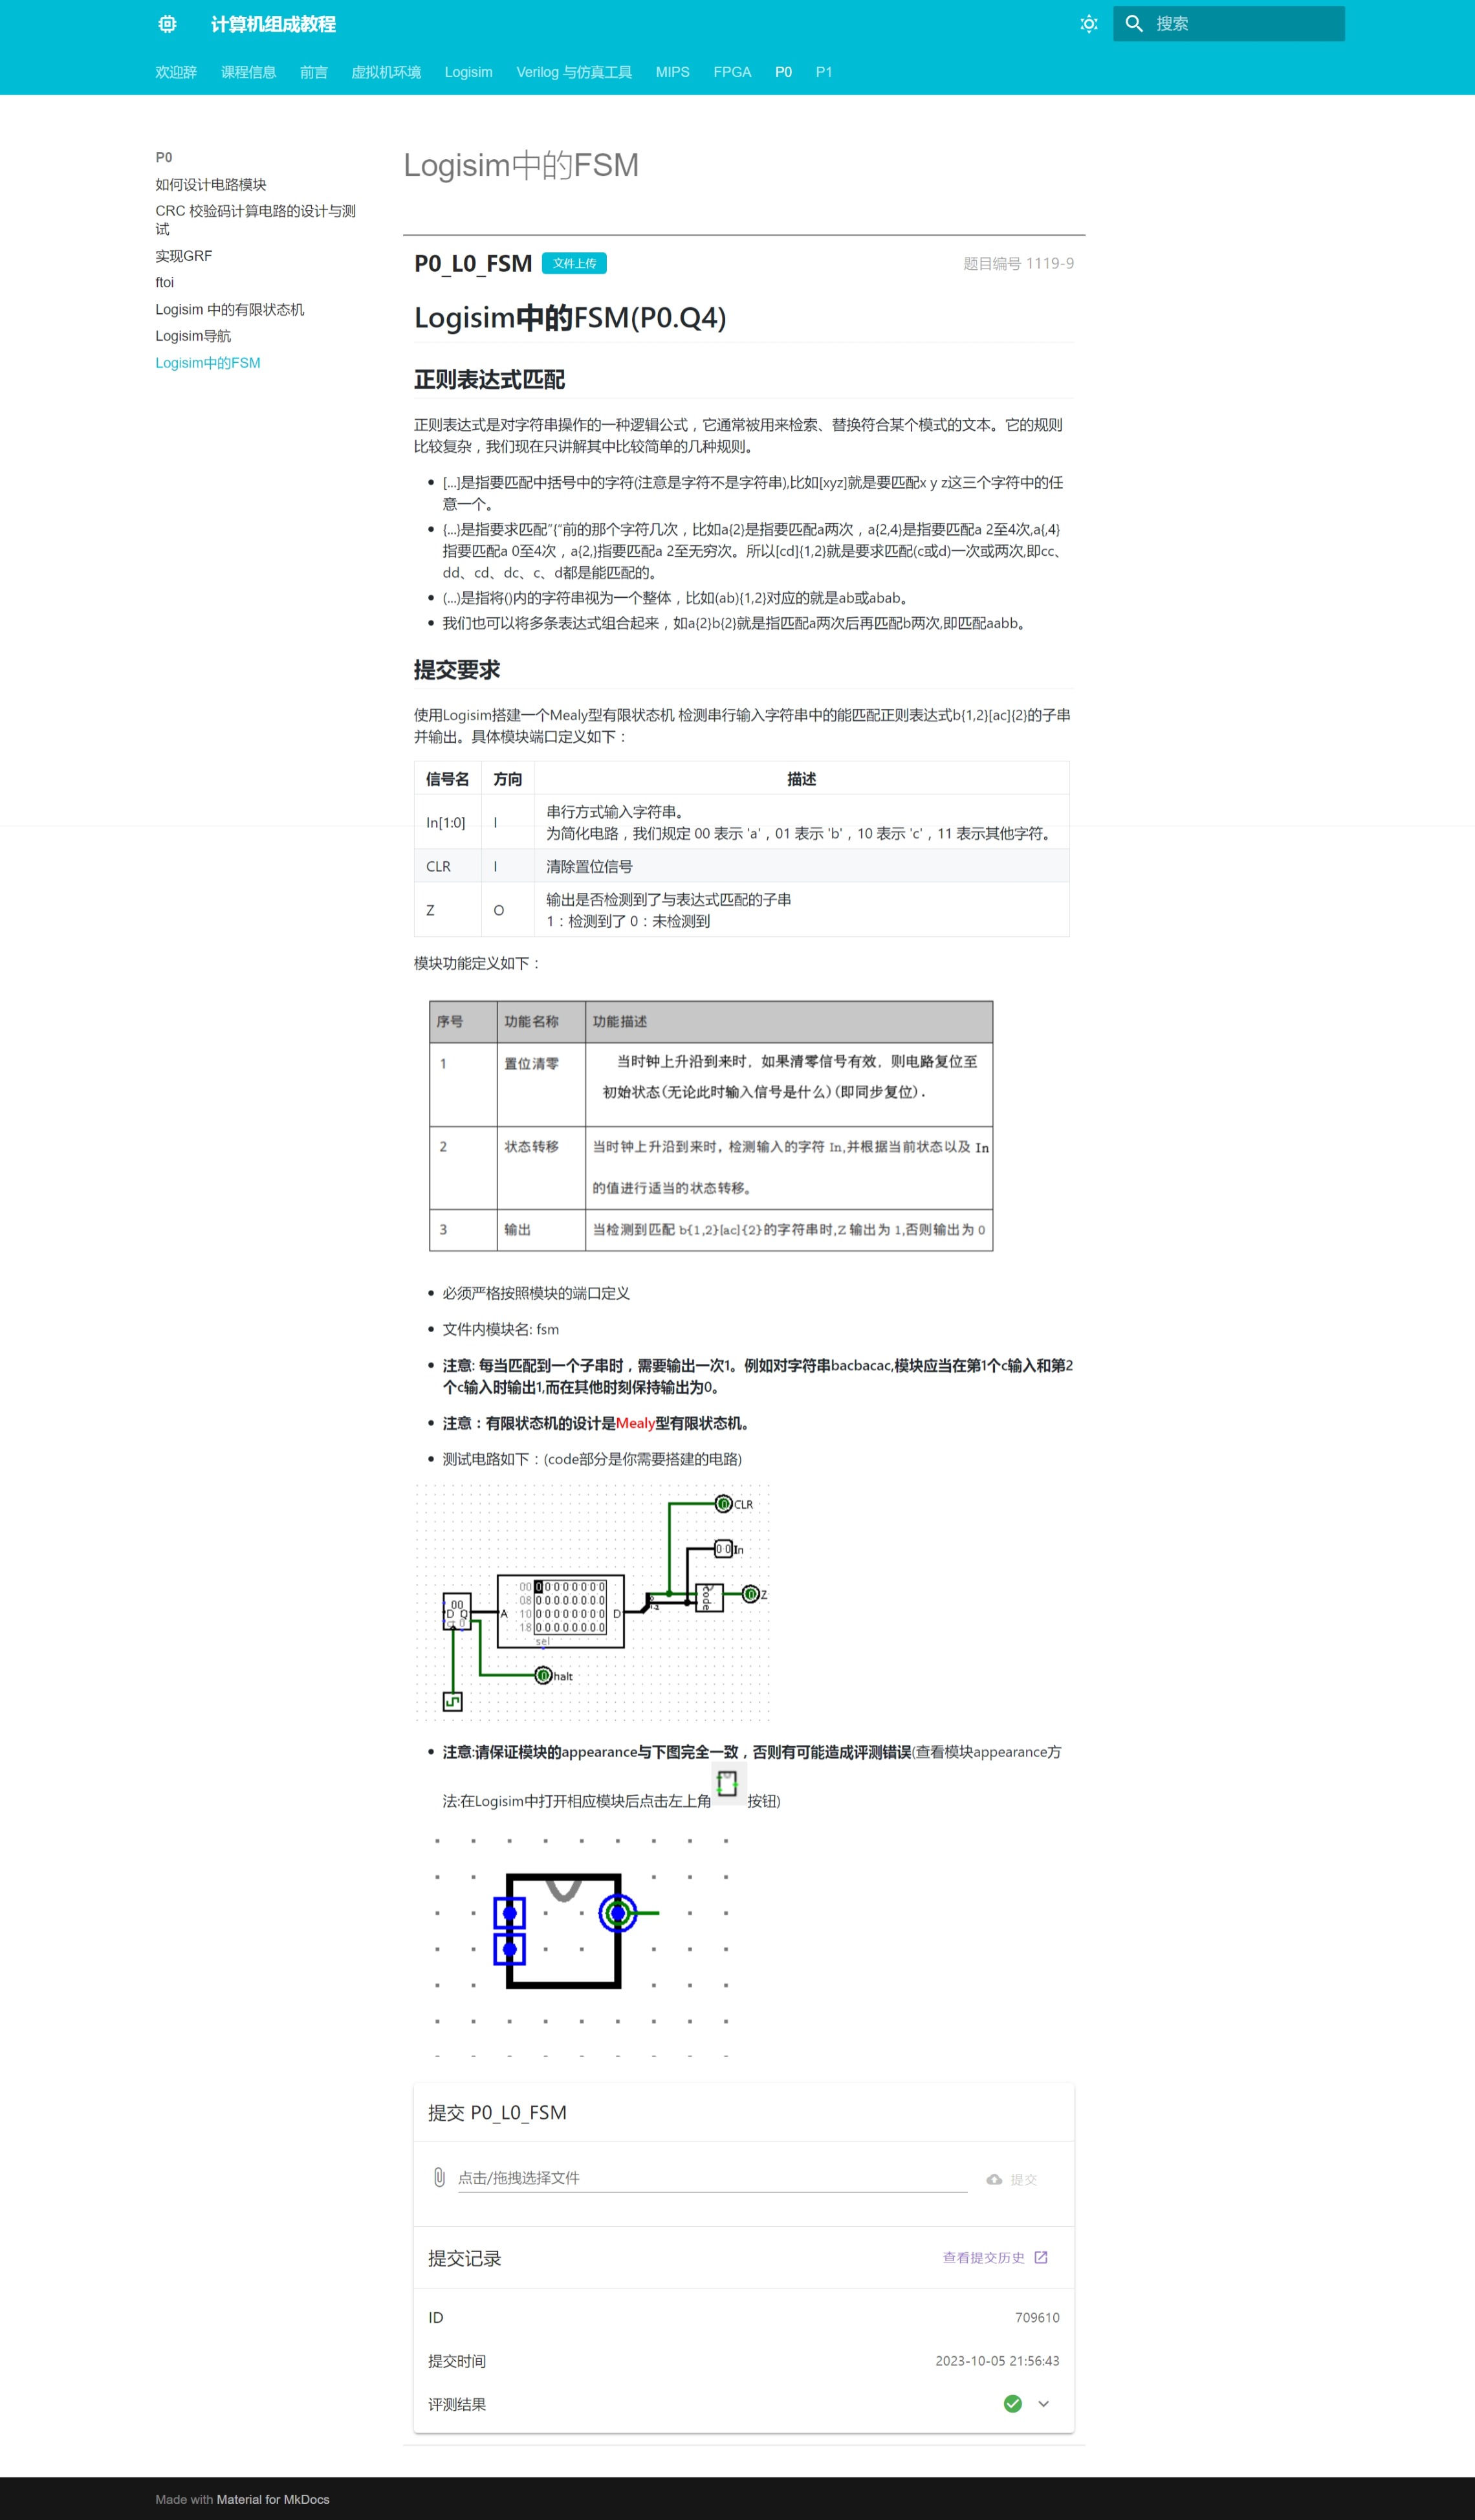 计算机组成教程
搜索
欢迎辞 课程信息 前言 虚拟机环境 Logisim Verilog 与仿真工具 MIPS FPGA P0 P1
P0
如何设计电路模块
CRC 校验码计算电路的设计与测
试
实现GRF
ftoi
Logisim 中的有限状态机
Logisim导航
Logisim中的FSM
Logisim中的FSM
P0_L0_FSM 文件上传 题目编号 1119-9
Logisim中的FSM(P0.Q4)
正则表达式匹配
正则表达式是对字符串操作的一种逻辑公式，它通常被用来检索、替换符合某个模式的文本。它的规则
比较复杂，我们现在只讲解其中比较简单的几种规则。
[...]是指要匹配中括号中的字符(注意是字符不是字符串),比如[xyz]就是要匹配x y z这三个字符中的任
意一个。
{...}是指要求匹配“{”前的那个字符几次，比如a{2}是指要匹配a两次，a{2,4}是指要匹配a 2至4次,a{,4}
指要匹配a 0至4次，a{2,}指要匹配a 2至无穷次。所以[cd]{1,2}就是要求匹配(c或d)一次或两次,即cc、
dd、cd、dc、c、d都是能匹配的。
(...)是指将()内的字符串视为一个整体，比如(ab){1,2}对应的就是ab或abab。
我们也可以将多条表达式组合起来，如a{2}b{2}就是指匹配a两次后再匹配b两次,即匹配aabb。
提交要求
使用Logisim搭建一个Mealy型有限状态机 检测串行输入字符串中的能匹配正则表达式b{1,2}[ac]{2}的子串
并输出。具体模块端口定义如下：
信号名 方向 描述
In[1:0] I 串行方式输入字符串。
为简化电路，我们规定 00 表示 'a'，01 表示 'b'，10 表示 'c'，11 表示其他字符。
CLR I 清除置位信号
Z O 输出是否检测到了与表达式匹配的子串
1：检测到了 0：未检测到
模块功能定义如下：
序号 功能名称 功能描述
1 置位清零 当时钟上升沿到来时，如果清零信号有效，则电路复位至
初始状态(无论此时输入信号是什么)(即同步复位).
2 状态转移 当时钟上升沿到来时，检测输入的字符 In,并根据当前状态以及 In
的值进行适当的状态转移。
3 输出 当检测到匹配 b{1,2}[ac]{2}的字符串时,Z 输出为 1,否则输出为 0
必须严格按照模块的端口定义
文件内模块名: fsm
注意: 每当匹配到一个子串时，需要输出一次1。例如对字符串bacbacac,模块应当在第1个c输入和第2
个c输入时输出1,而在其他时刻保持输出为0。
注意：有限状态机的设计是Mealy型有限状态机。
测试电路如下：(code部分是你需要搭建的电路)
0 CLR
0 0 In
00 0 0 0 0 0 0 0 0
08 0 0 0 0 0 0 0 0
10 0 0 0 0 0 0 0 0
18 0 0 0 0 0 0 0 0
A D sel
00
D Q
code
0 Z
0 halt
注意:请保证模块的appearance与下图完全一致，否则有可能造成评测错误(查看模块appearance方
法:在Logisim中打开相应模块后点击左上角 按钮)
提交 P0_L0_FSM
点击/拖拽选择文件 提交
提交记录 查看提交历史
ID 709610
提交时间 2023-10-05 21:56:43
评测结果
Made with Material for MkDocs